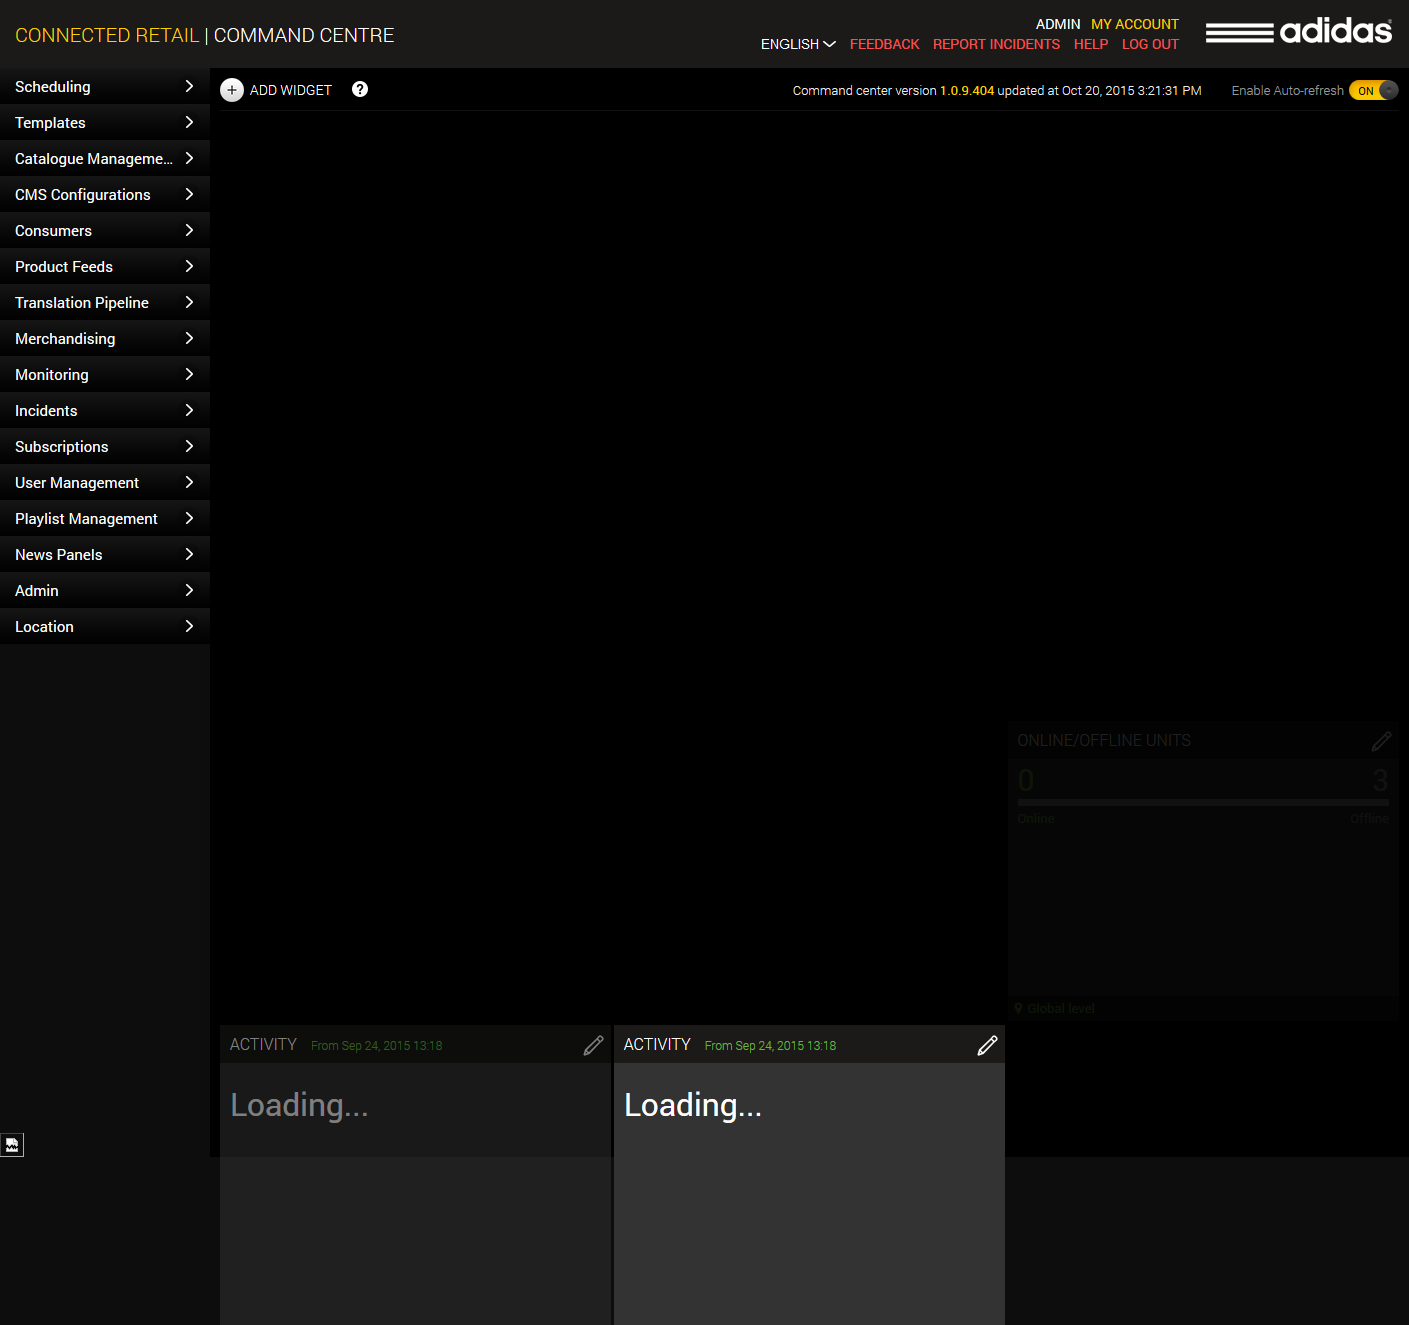 CONNECTED RETAIL | COMMAND CENTRE
ADMIN MY ACCOUNT
ENGLISH FEEDBACK REPORT INCIDENTS HELP LOG OUT
adidas
Scheduling
Templates
Catalogue Manageme...
CMS Configurations
Consumers
Product Feeds
Translation Pipeline
Merchandising
Monitoring
Incidents
Subscriptions
User Management
Playlist Management
News Panels
Admin
Location
ADD WIDGET ?
Command center version 1.0.9.404 updated at Oct 20, 2015 3:21:31 PM
Enable Auto-refresh ON
ONLINE/OFFLINE UNITS
0 3
Online Offline
Global level
ACTIVITY From Sep 24, 2015 13:18
Loading...
ACTIVITY From Sep 24, 2015 13:18
Loading...